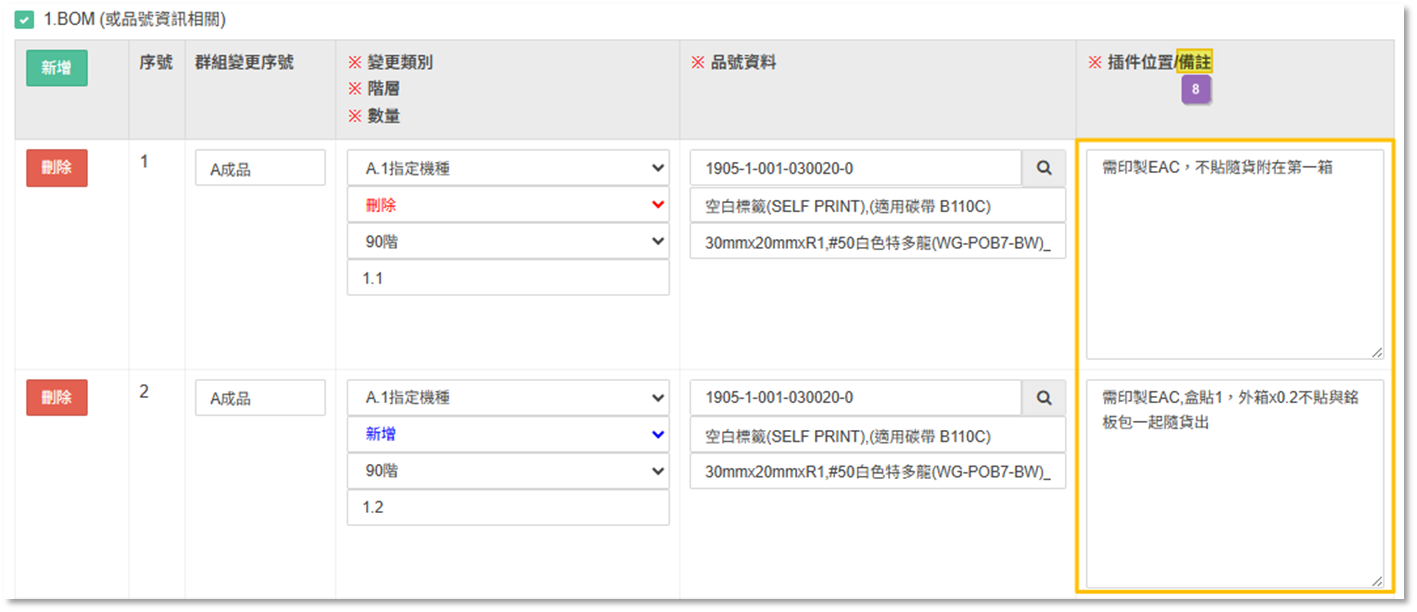 1.BOM (或品號資訊相關)
新增
序號
群組變更序號
※ 變更類別
※ 階層
※ 數量
※ 品號資料
※ 插件位置/備註
8
刪除
1
A成品
A.1指定機種
刪除
90階
1.1
1905-1-001-030020-0
空白標籤(SELF PRINT),(適用碳帶 B110C)
30mmx20mmxR1,#50白色特多龍(WG-POB7-BW)_
需印製EAC，不貼隨貨附在第一箱
刪除
2
A成品
A.1指定機種
新增
90階
1.2
1905-1-001-030020-0
空白標籤(SELF PRINT),(適用碳帶 B110C)
30mmx20mmxR1,#50白色特多龍(WG-POB7-BW)_
需印製EAC,盒貼1，外箱x0.2不貼與銘
板包一起隨貨出